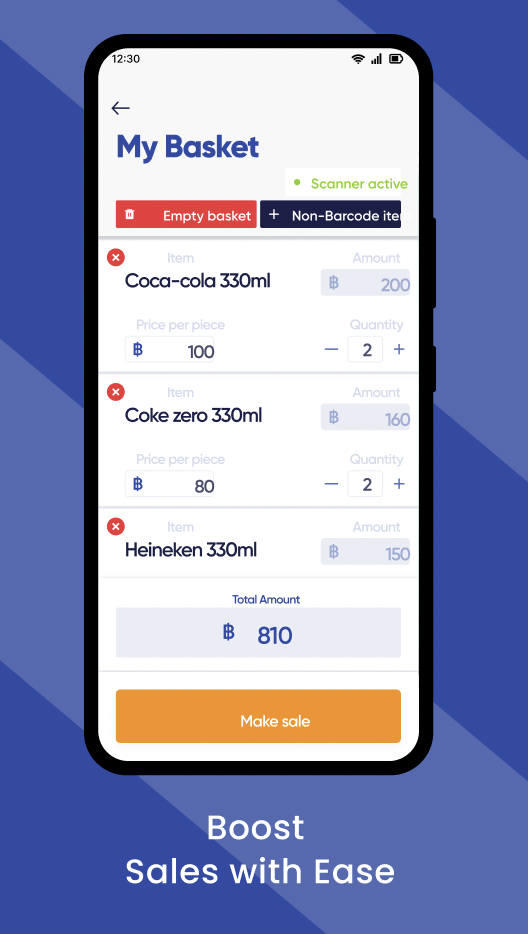 12:30
My Basket
Scanner active
Empty basket
+ Non-Barcode item
Item Amount
Coca-cola 330ml ฿ 200
Price per piece Quantity
฿ 100 — 2 +
Item Amount
Coke zero 330ml ฿ 160
Price per piece Quantity
฿ 80 — 2 +
Item Amount
Heineken 330ml ฿ 150
Total Amount
฿ 810
Make sale
Boost
Sales with Ease